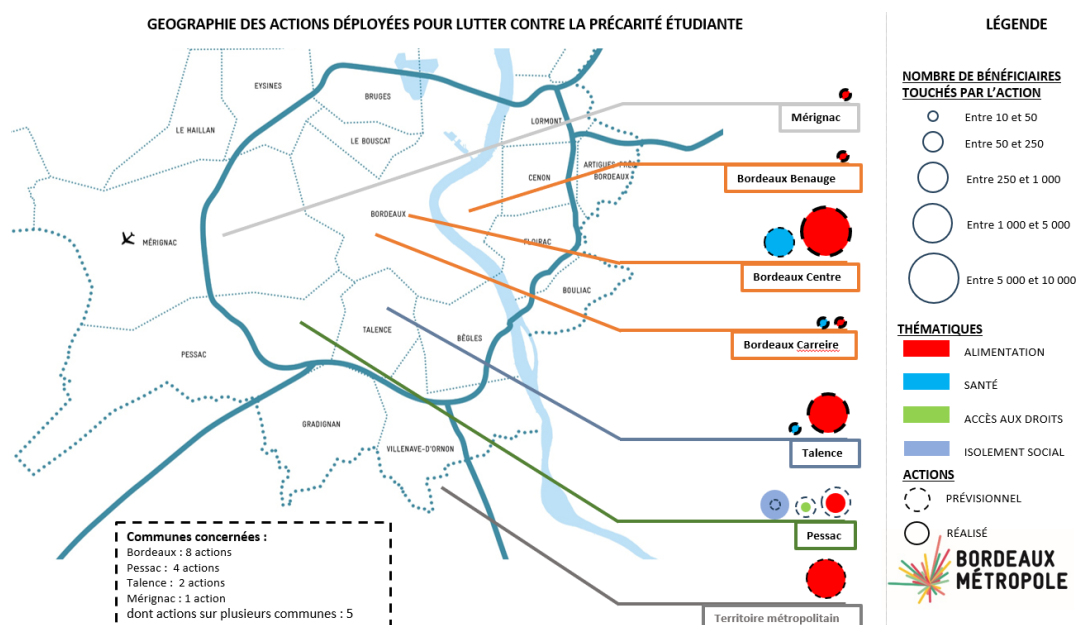 GEOGRAPHIE DES ACTIONS DÉPLOYÉES POUR LUTTER CONTRE LA PRÉCARITÉ ÉTUDIANTE
EYSINES
BRUGES
LE HAILLAN
LE BOUSCAT
LORMONT
CENON
ARTIGUES-PRÈS
BORDEAUX
BORDEAUX
MÉRIGNAC
FLOIRAC
BOULIAC
TALENCE
BÈGLES
PESSAC
GRADIGNAN
VILLENAVE-D'ORNON
Mérignac
Bordeaux Benauge
Bordeaux Centre
Bordeaux Carreire
Talence
Pessac
Territoire métropolitain
Communes concernées :
Bordeaux : 8 actions
Pessac : 4 actions
Talence : 2 actions
Mérignac : 1 action
dont actions sur plusieurs communes : 5
LÉGENDE
NOMBRE DE BÉNÉFICIAIRES
TOUCHÉS PAR L'ACTION
Entre 10 et 50
Entre 50 et 250
Entre 250 et 1 000
Entre 1 000 et 5 000
Entre 5 000 et 10 000
THÉMATIQUES
ALIMENTATION
SANTÉ
ACCÈS AUX DROITS
ISOLEMENT SOCIAL
ACTIONS
PRÉVISIONNEL
RÉALISÉ
BORDEAUX
MÉTROPOLE